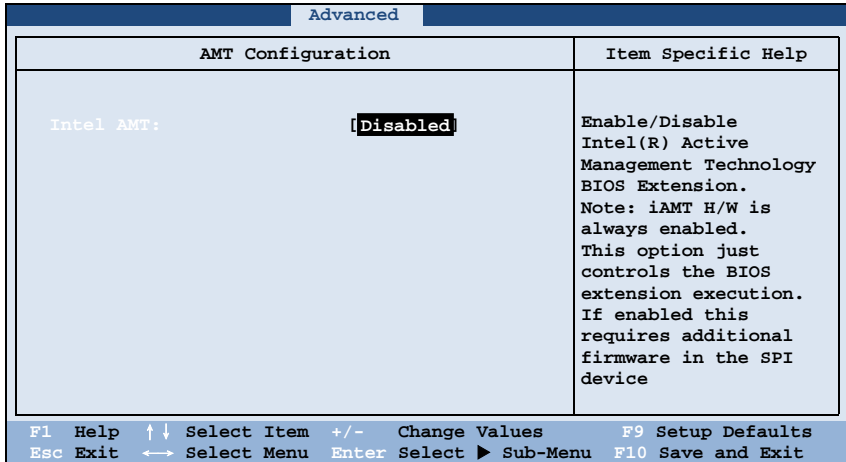 Advanced
AMT Configuration
Item Specific Help
Intel AMT: [Disabled]
Enable/Disable
Intel(R) Active
Management Technology
BIOS Extension.
Note: iAMT H/W is
always enabled.
This option just
controls the BIOS
extension execution.
If enabled this
requires additional
firmware in the SPI
device
F1 Help ↑↓ Select Item +/- Change Values F9 Setup Defaults
Esc Exit ←→ Select Menu Enter Select ▶ Sub-Menu F10 Save and Exit